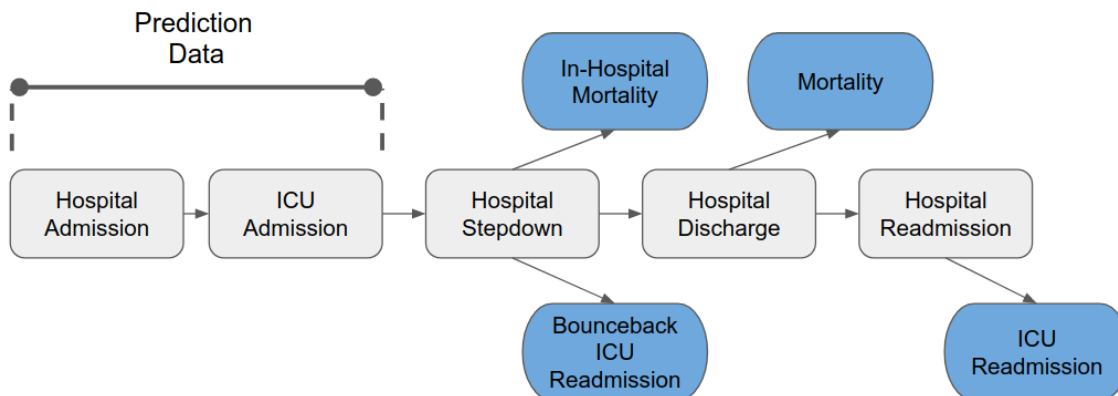 Prediction
Data
In-Hospital
Mortality
Mortality
Hospital
Admission
ICU
Admission
Hospital
Stepdown
Hospital
Discharge
Hospital
Readmission
Bounceback
ICU
Readmission
ICU
Readmission